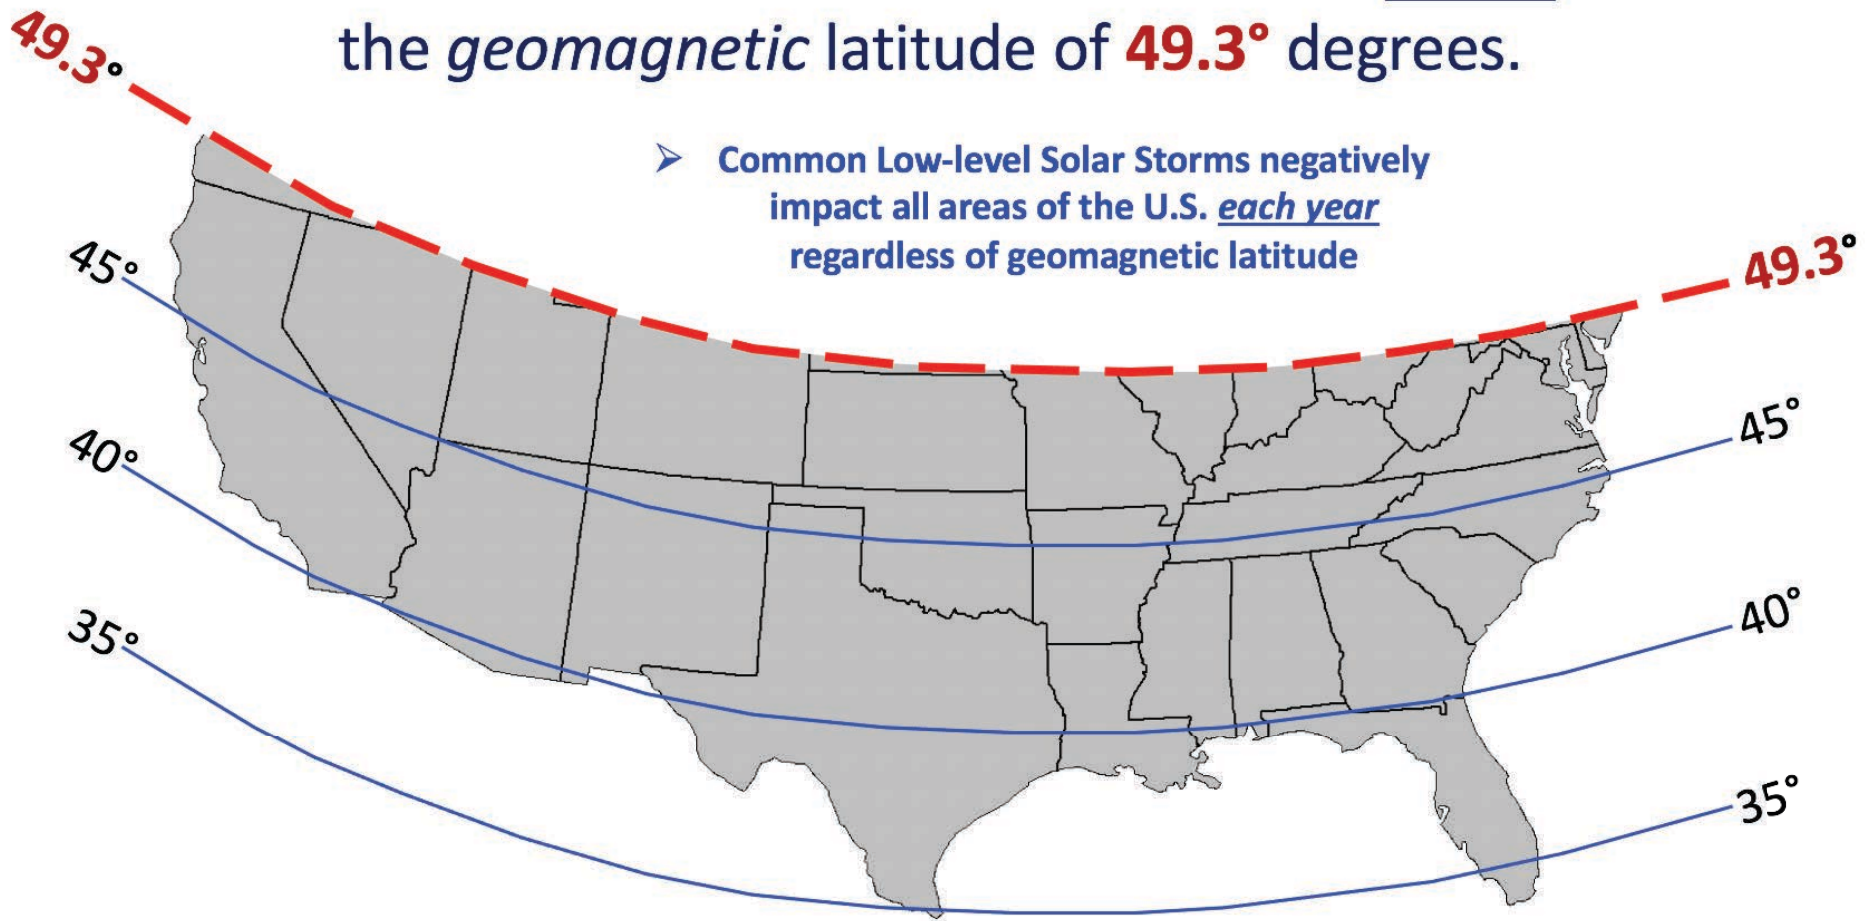 the geomagnetic latitude of 49.3° degrees.
49.3°
➢ Common Low-level Solar Storms negatively
impact all areas of the U.S. each year
regardless of geomagnetic latitude
45°
49.3°
40°
45°
35°
40°
35°